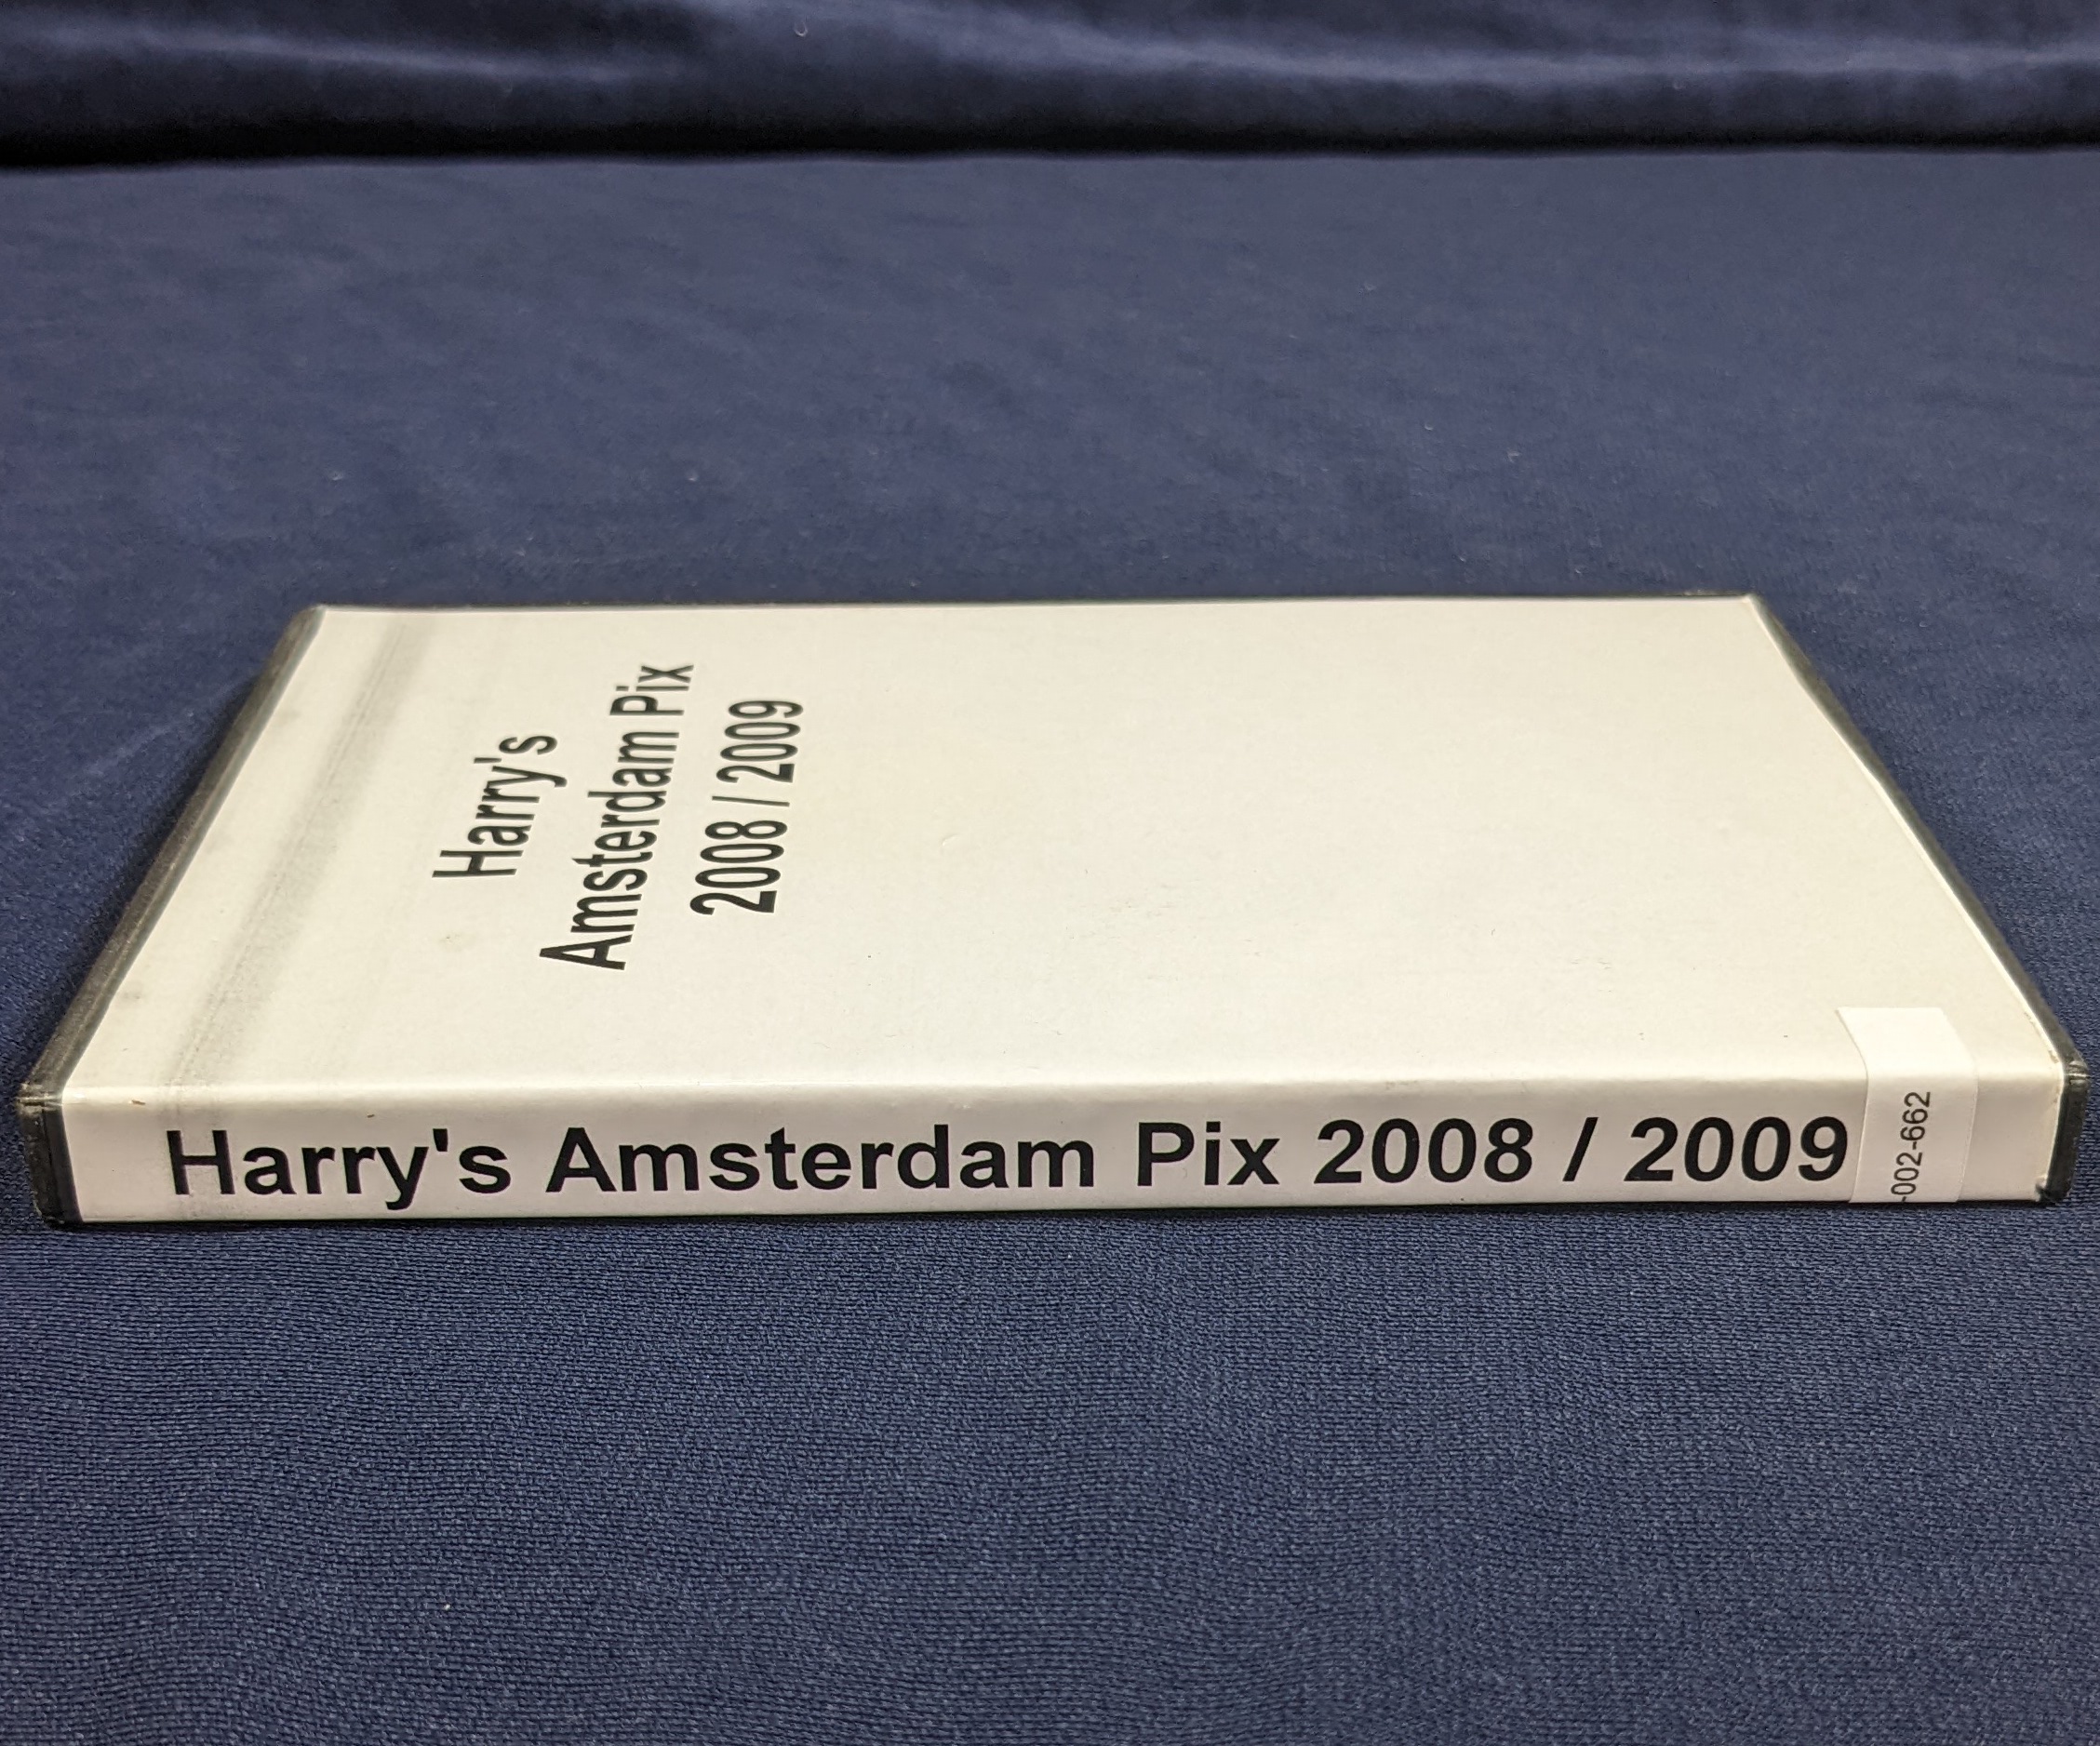 Harry's
Amsterdam Pix
2008 / 2009
Harry's Amsterdam Pix 2008 / 2009
-002-662